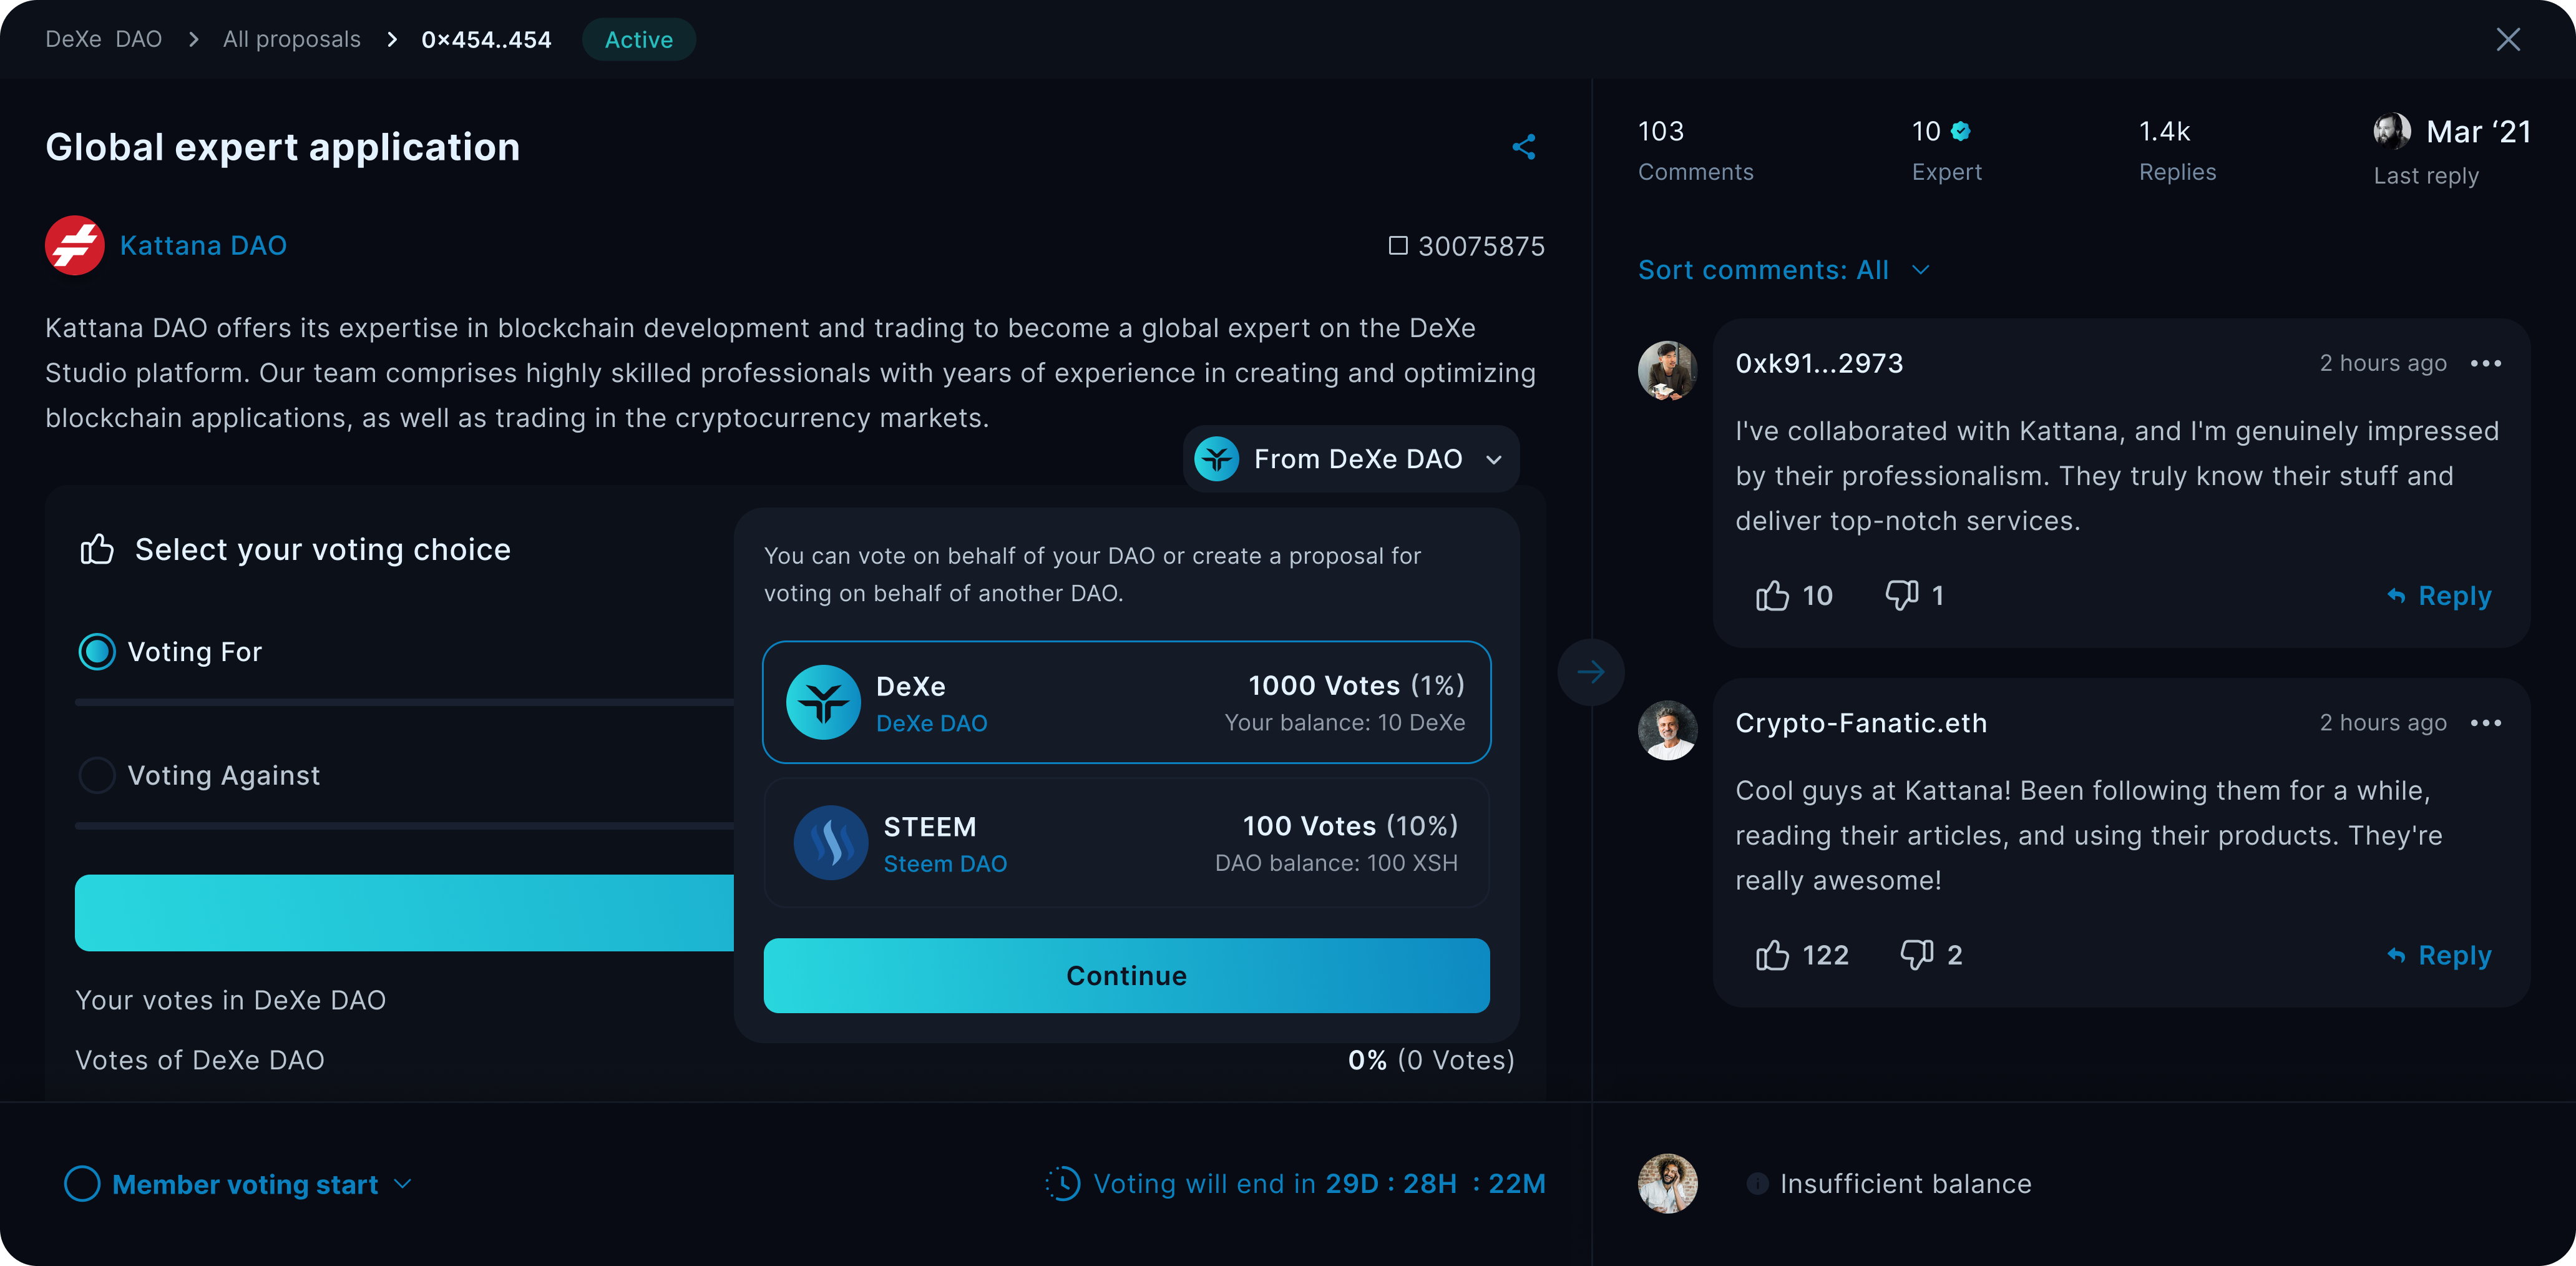 DeXe DAO > All proposals > 0×454..454 Active
Global expert application
Kattana DAO
30075875
Kattana DAO offers its expertise in blockchain development and trading to become a global expert on the DeXe
Studio platform. Our team comprises highly skilled professionals with years of experience in creating and optimizing
blockchain applications, as well as trading in the cryptocurrency markets.
From DeXe DAO
Select your voting choice
Voting For
Voting Against
You can vote on behalf of your DAO or create a proposal for
voting on behalf of another DAO.
DeXe
DeXe DAO
1000 Votes (1%)
Your balance: 10 DeXe
STEEM
Steem DAO
100 Votes (10%)
DAO balance: 100 XSH
Continue
Your votes in DeXe DAO
Votes of DeXe DAO
0% (0 Votes)
Member voting start
Voting will end in 29D : 28H : 22M
103
Comments
10
Expert
1.4k
Replies
Mar ‘21
Last reply
Sort comments: All
0xk91...2973
2 hours ago
I've collaborated with Kattana, and I'm genuinely impressed
by their professionalism. They truly know their stuff and
deliver top-notch services.
10
1
Reply
Crypto-Fanatic.eth
2 hours ago
Cool guys at Kattana! Been following them for a while,
reading their articles, and using their products. They're
really awesome!
122
2
Reply
Insufficient balance